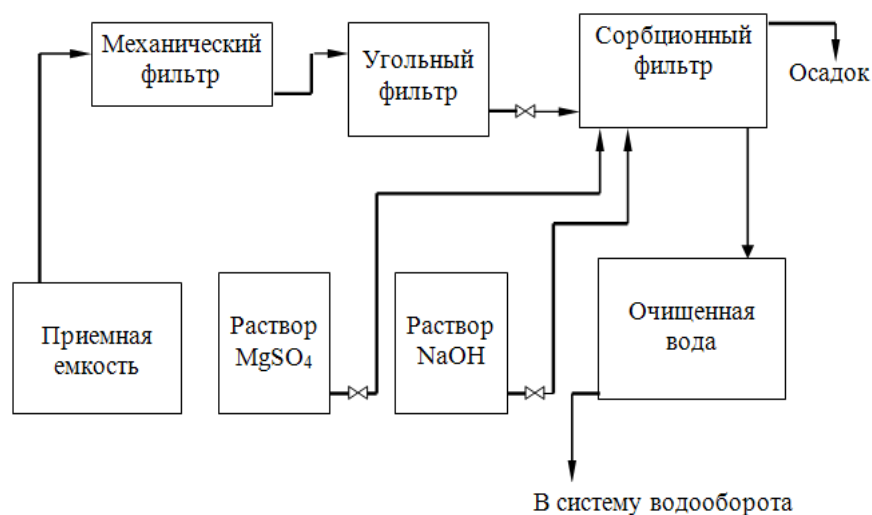 Механический
фильтр
Угольный
фильтр
Сорбционный
фильтр
Осадок
Приемная
емкость
Раствор
MgSO₄
Раствор
NaOH
Очищенная
вода
В систему водооборота